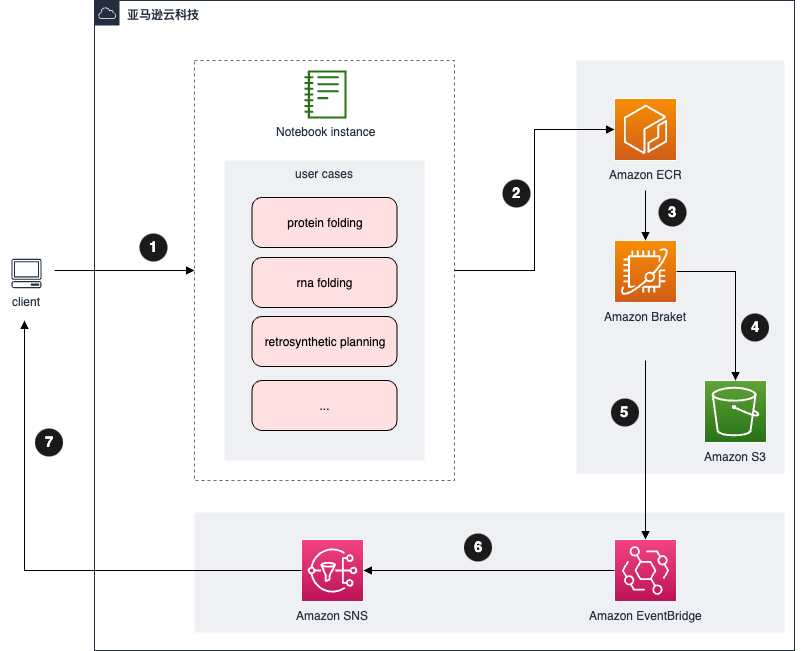 亚马逊云科技
Notebook instance
user cases
protein folding
rna folding
retrosynthetic planning
...
client
1
2
Amazon ECR
3
Amazon Braket
4
Amazon S3
5
Amazon EventBridge
6
Amazon SNS
7